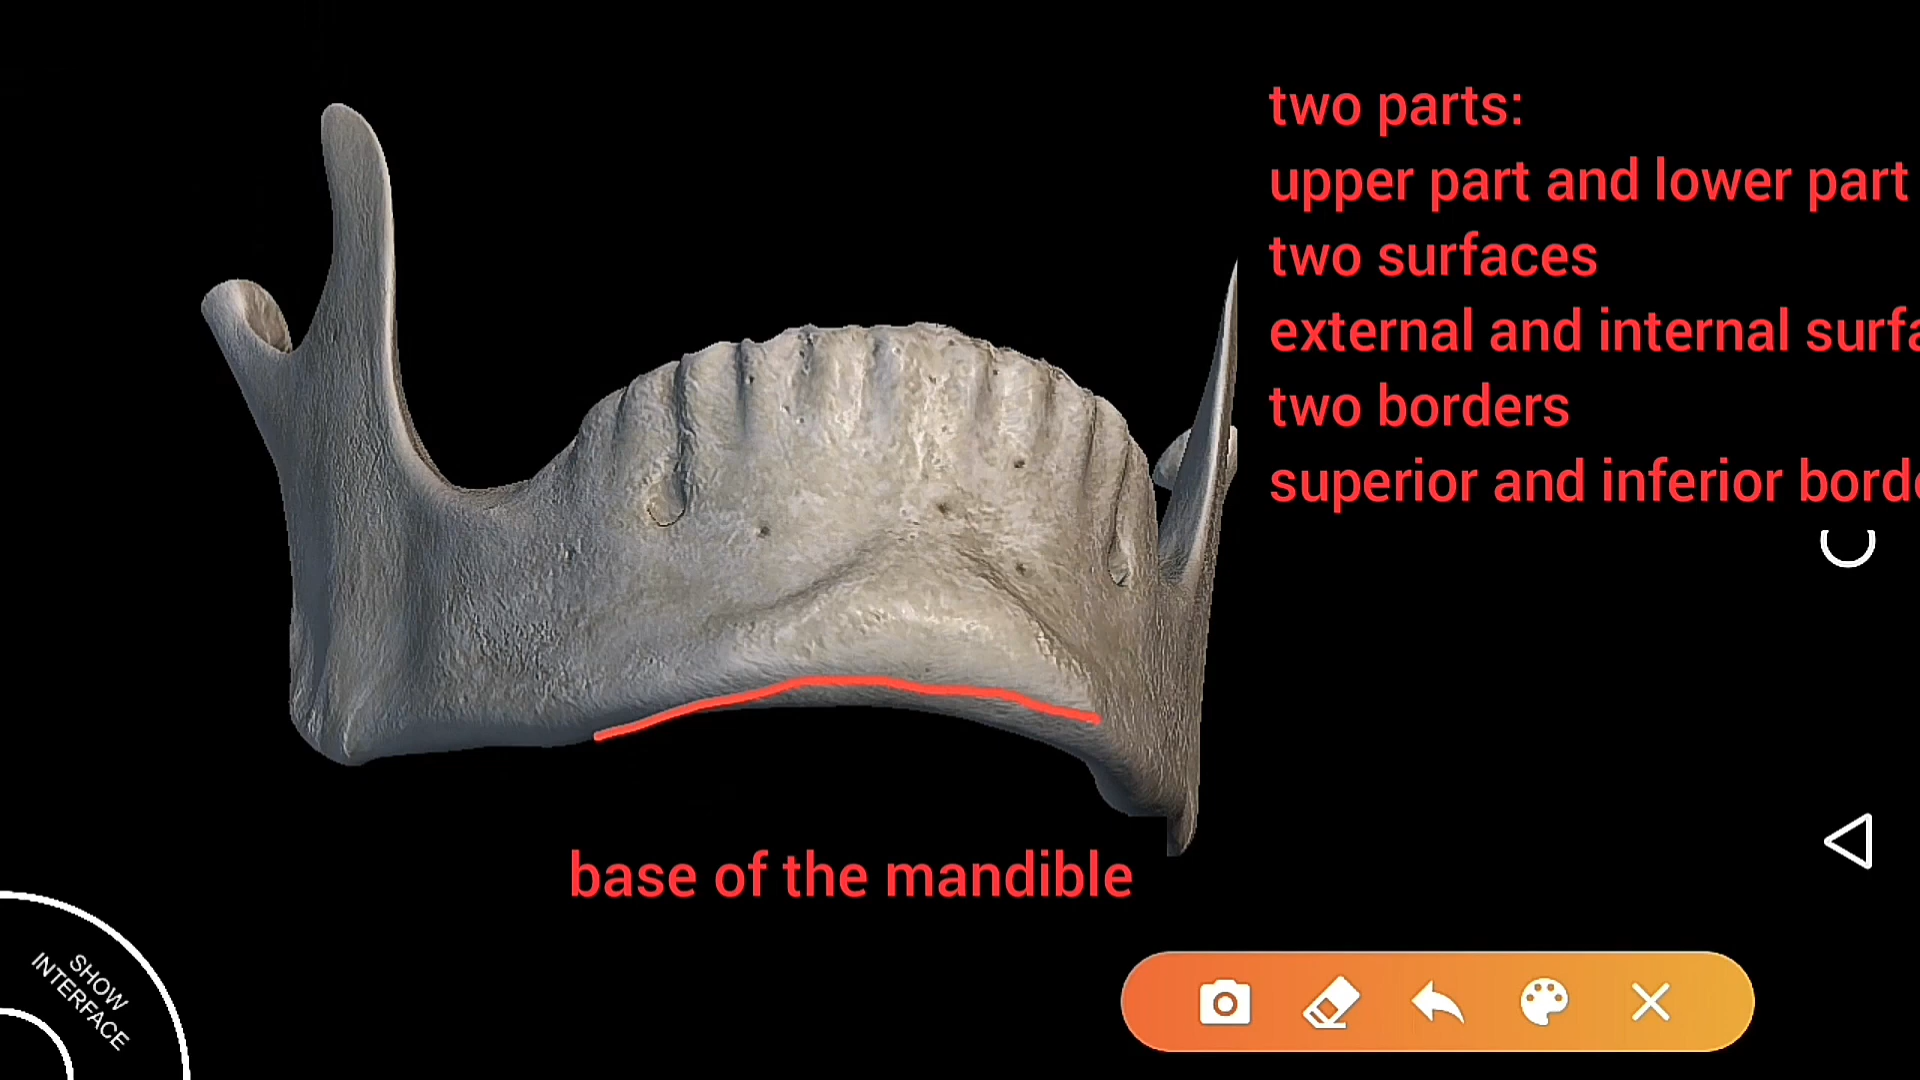 two parts:
upper part and lower part
two surfaces
external and internal surfa
two borders
superior and inferior borde
base of the mandible
SHOW
INTERFACE